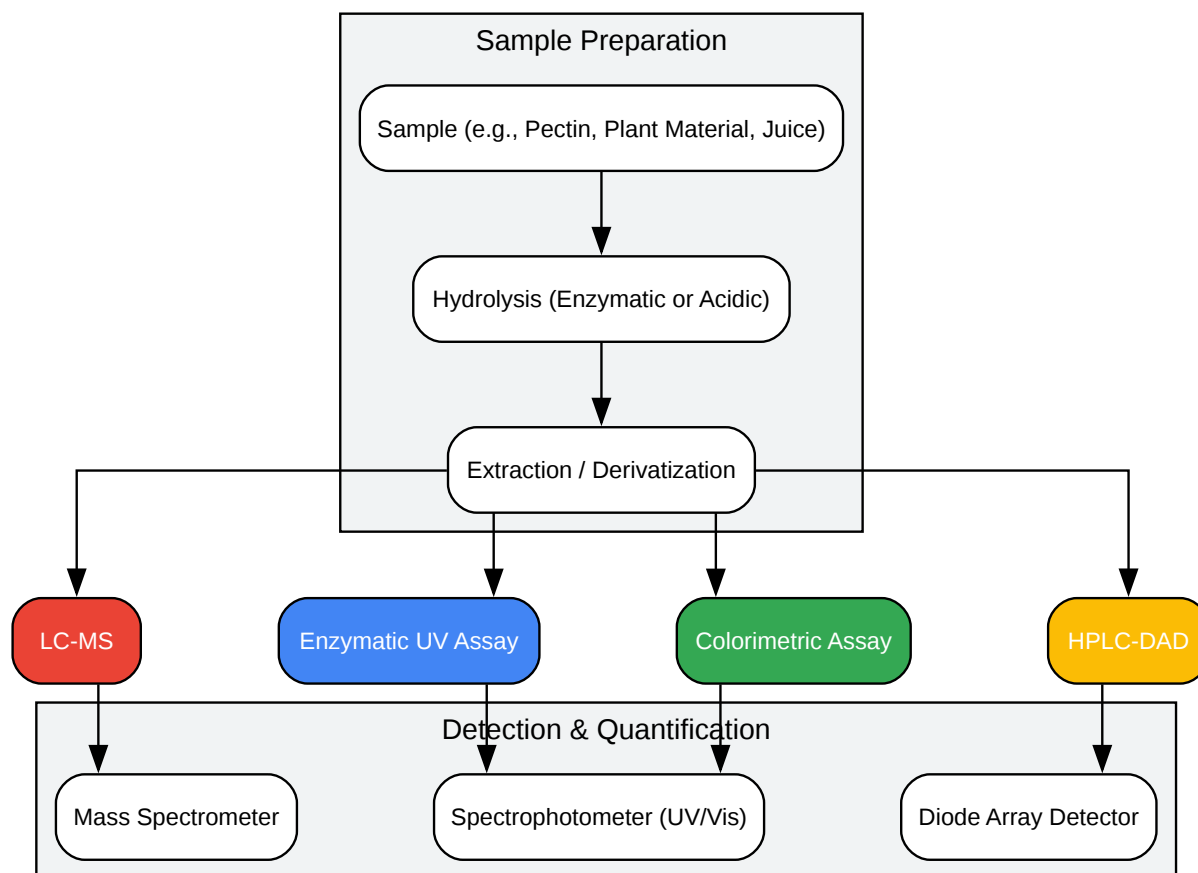 Sample Preparation
Sample (e.g., Pectin, Plant Material, Juice)
Hydrolysis (Enzymatic or Acidic)
Extraction / Derivatization
LC-MS
Enzymatic UV Assay
Colorimetric Assay
HPLC-DAD
Detection & Quantification
Mass Spectrometer
Spectrophotometer (UV/Vis)
Diode Array Detector